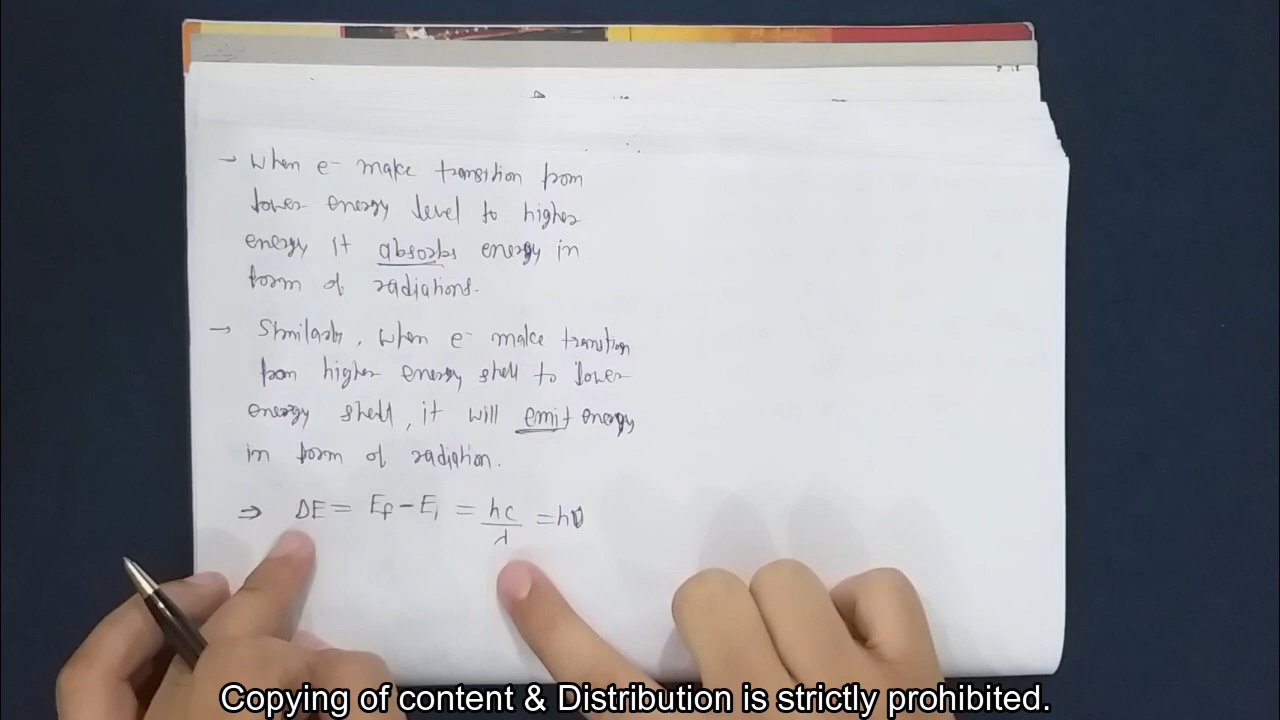 → When e- make transition from
lower energy level to higher
energy it absorbs energy in
form of radiations.
→ Similarly, when e- make transition
from higher energy shell to lower
energy shell, it will emit energy
in form of radiation.
⇒ ΔE = Ef - Ei = hc/λ = hν
Copying of content & Distribution is strictly prohibited.